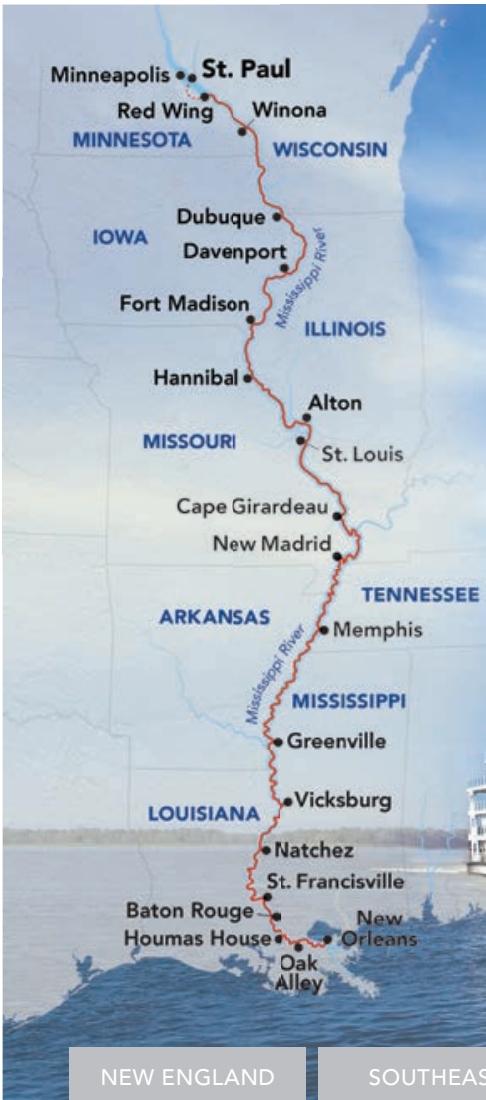 Minneapolis
St. Paul
Red Wing
Winona
MINNESOTA
WISCONSIN
Dubuque
IOWA
Davenport
Mississippi River
Fort Madison
ILLINOIS
Hannibal
Alton
MISSOURI
St. Louis
Cape Girardeau
New Madrid
TENNESSEE
ARKANSAS
Memphis
Mississippi River
MISSISSIPPI
Greenville
LOUISIANA
Vicksburg
Natchez
St. Francisville
Baton Rouge
New
Orleans
Houmas House
Oak
Alley
NEW ENGLAND
SOUTHEAS